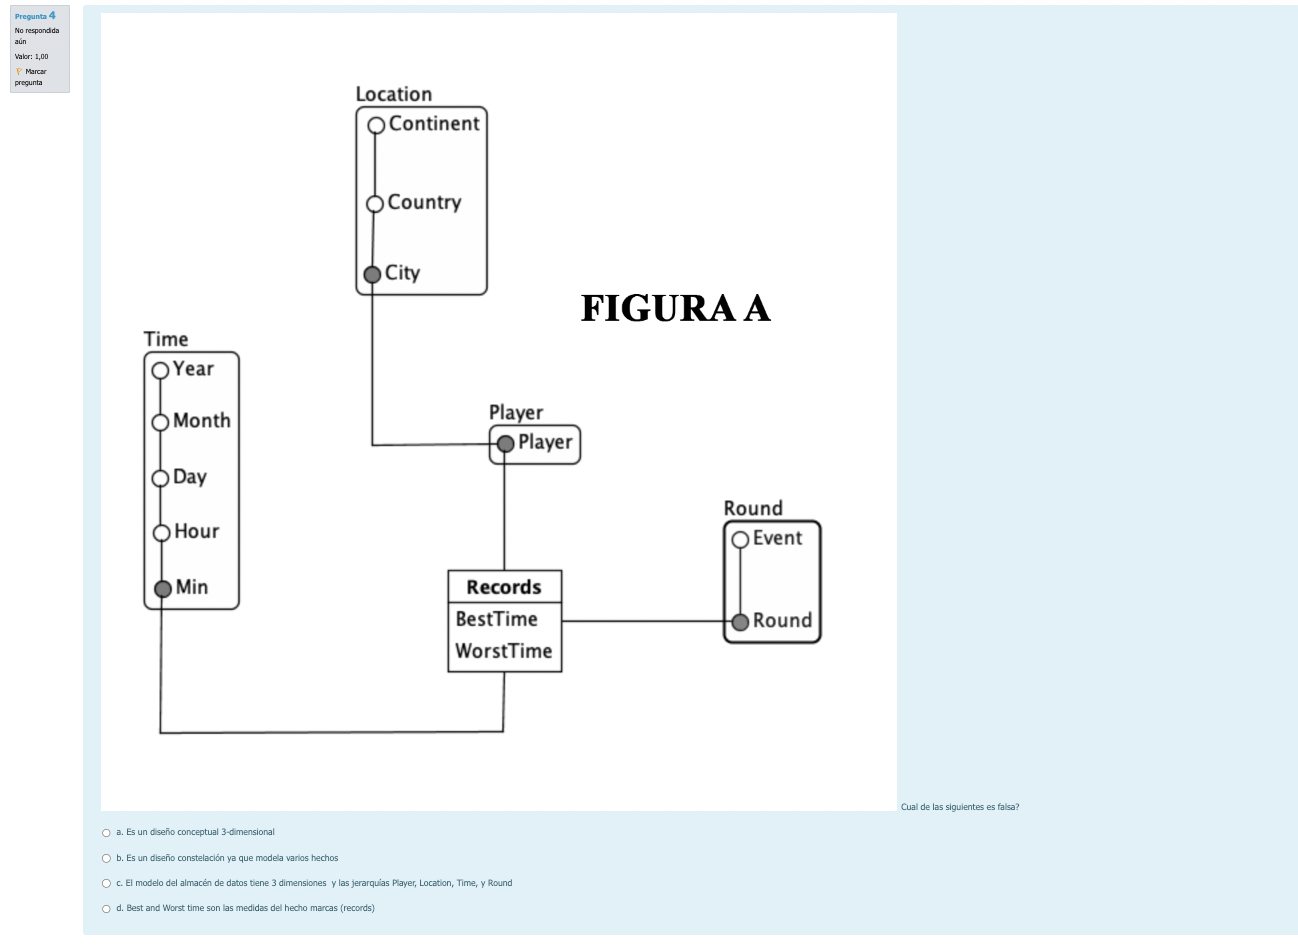 Pregunta 4
No respondida
aún
Valor: 1,00
Marcar
pregunta
Location
Continent
Country
City
FIGURA A
Time
Year
Month
Day
Hour
Min
Player
Player
Round
Event
Round
Records
BestTime
WorstTime
Cual de las siguientes es falsa?
a. Es un diseño conceptual 3-dimensional
b. Es un diseño constelación ya que modela varios hechos
c. El modelo del almacén de datos tiene 3 dimensiones y las jerarquías Player, Location, Time, y Round
d. Best and Worst time son las medidas del hecho marcas (records)